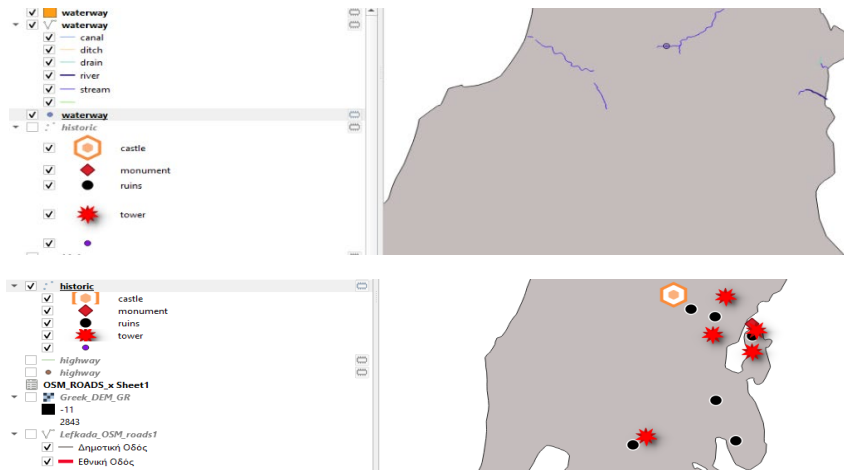 waterway
waterway
canal
ditch
drain
river
stream
waterway
historic
castle
monument
ruins
tower
historic
castle
monument
ruins
tower
highway
highway
OSM_ROADS_x Sheet1
Greek_DEM_GR
-11
2843
Lefkada_OSM_roads1
Δημοτική Οδός
Εθνική Οδός